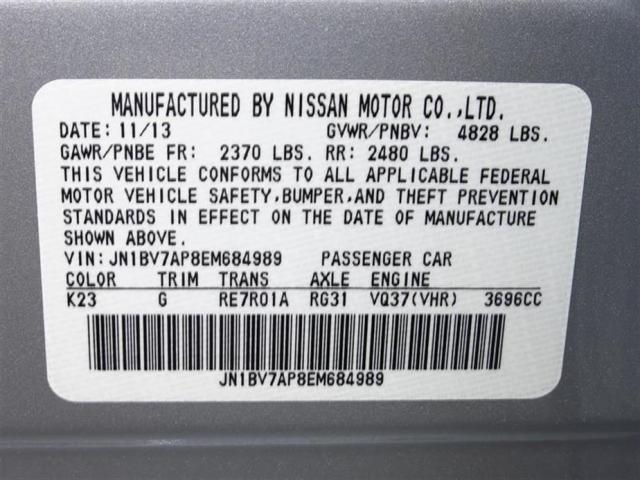 MANUFACTURED BY NISSAN MOTOR CO.,LTD.
DATE: 11/13 GVWR/PNBV: 4828 LBS.
GAWR/PNBE FR: 2370 LBS. RR: 2480 LBS.
THIS VEHICLE CONFORMS TO ALL APPLICABLE FEDERAL
MOTOR VEHICLE SAFETY,BUMPER,AND THEFT PREVENTION
STANDARDS IN EFFECT ON THE DATE OF MANUFACTURE
SHOWN ABOVE.
VIN:JN1BV7AP8EM684989 PASSENGER CAR
COLOR TRIM TRANS AXLE ENGINE
K23 G RE7R01A RG31 VQ37(VHR) 3696CC
JN1BV7AP8EM684989